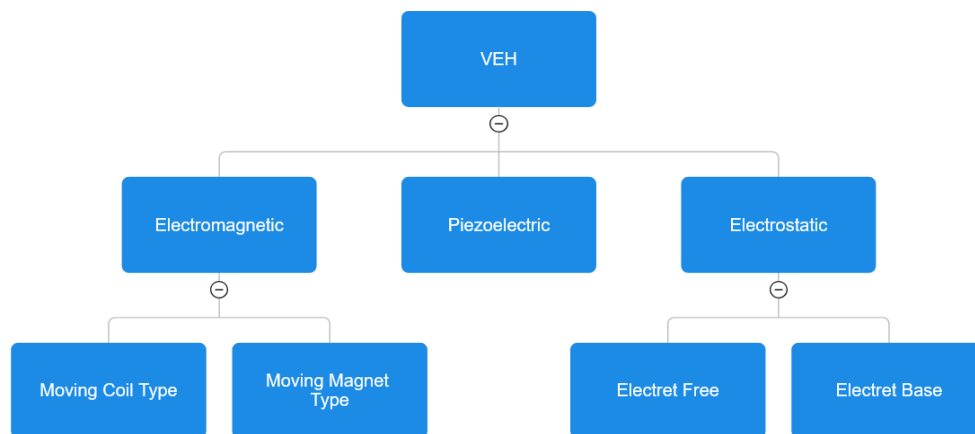 VEH
Electromagnetic
Piezoelectric
Electrostatic
Moving Coil Type
Moving Magnet
Type
Electret Free
Electret Base